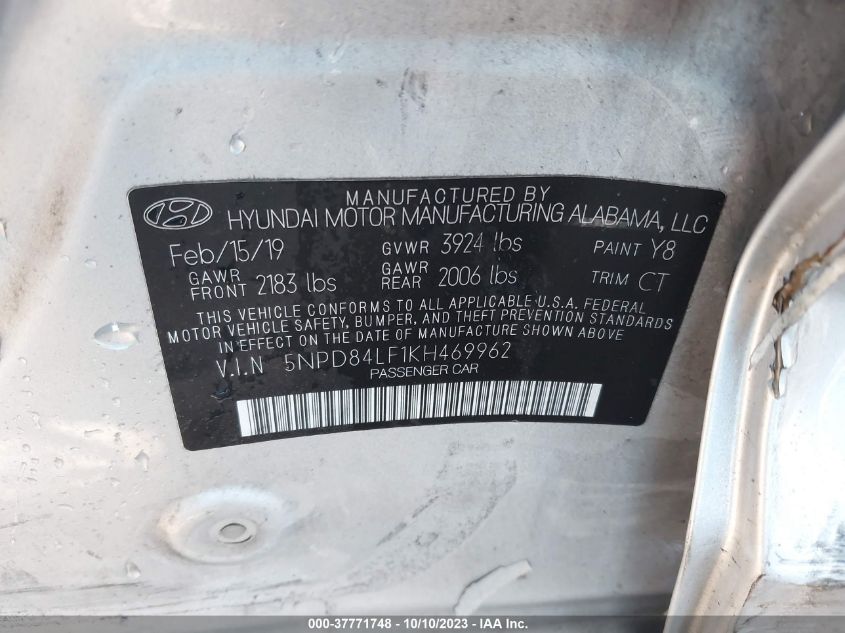 MANUFACTURED BY
HYUNDAI MOTOR MANUFACTURING ALABAMA, LLC
Feb/15/19 GVWR 3924 lbs PAINT Y8
GAWR FRONT 2183 lbs GAWR REAR 2006 lbs TRIM CT
THIS VEHICLE CONFORMS TO ALL APPLICABLE U.S.A. FEDERAL
MOTOR VEHICLE SAFETY, BUMPER, AND THEFT PREVENTION STANDARDS
IN EFFECT ON THE DATE OF MANUFACTURE SHOWN ABOVE
V.I.N 5NPD84LF1KH469962
PASSENGER CAR
000-37771748 - 10/10/2023 - IAA Inc.